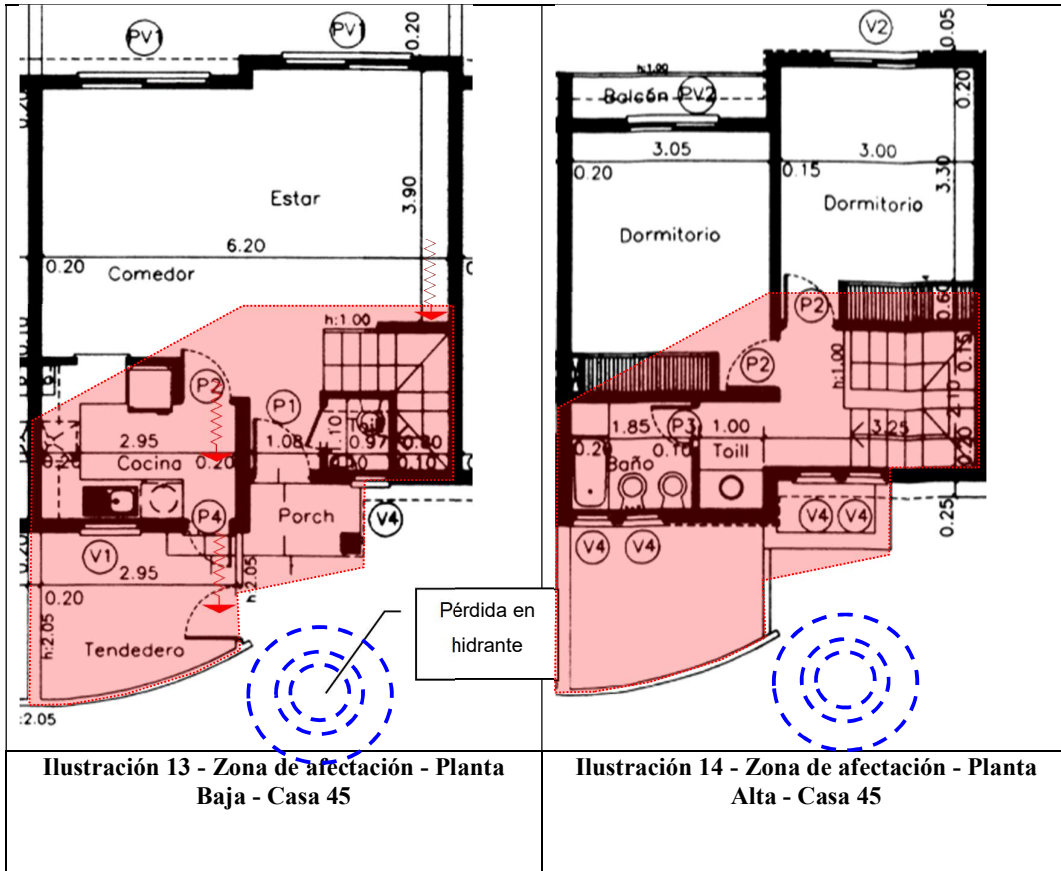 PV1
PV1
0.20
Estar
3.90
6.20
0.20
Comedor
h:1.00
0.10
P2
P1
2.95
1.08
0.97
0.80
0.20
Cocina
0.20
0.10
Porch
P4
V4
V1
0.20
2.95
0.20
h:2.05
h:2.05
Tendedero
:2.05
Pérdida en
hidrante
Ilustración 13 - Zona de afectación - Planta
Baja - Casa 45
V2
0.05
h:1.00
0.20
Balcón
PV2
3.05
3.00
0.20
0.15
3.30
Dormitorio
Dormitorio
P2
0.60
P2
h:1.00
0.15
2.10
P3
1.85
1.00
3.25
0.20
Baño
0.10
Toill
0.20
V4
V4
0.25
V4
V4
Ilustración 14 - Zona de afectación - Planta
Alta - Casa 45